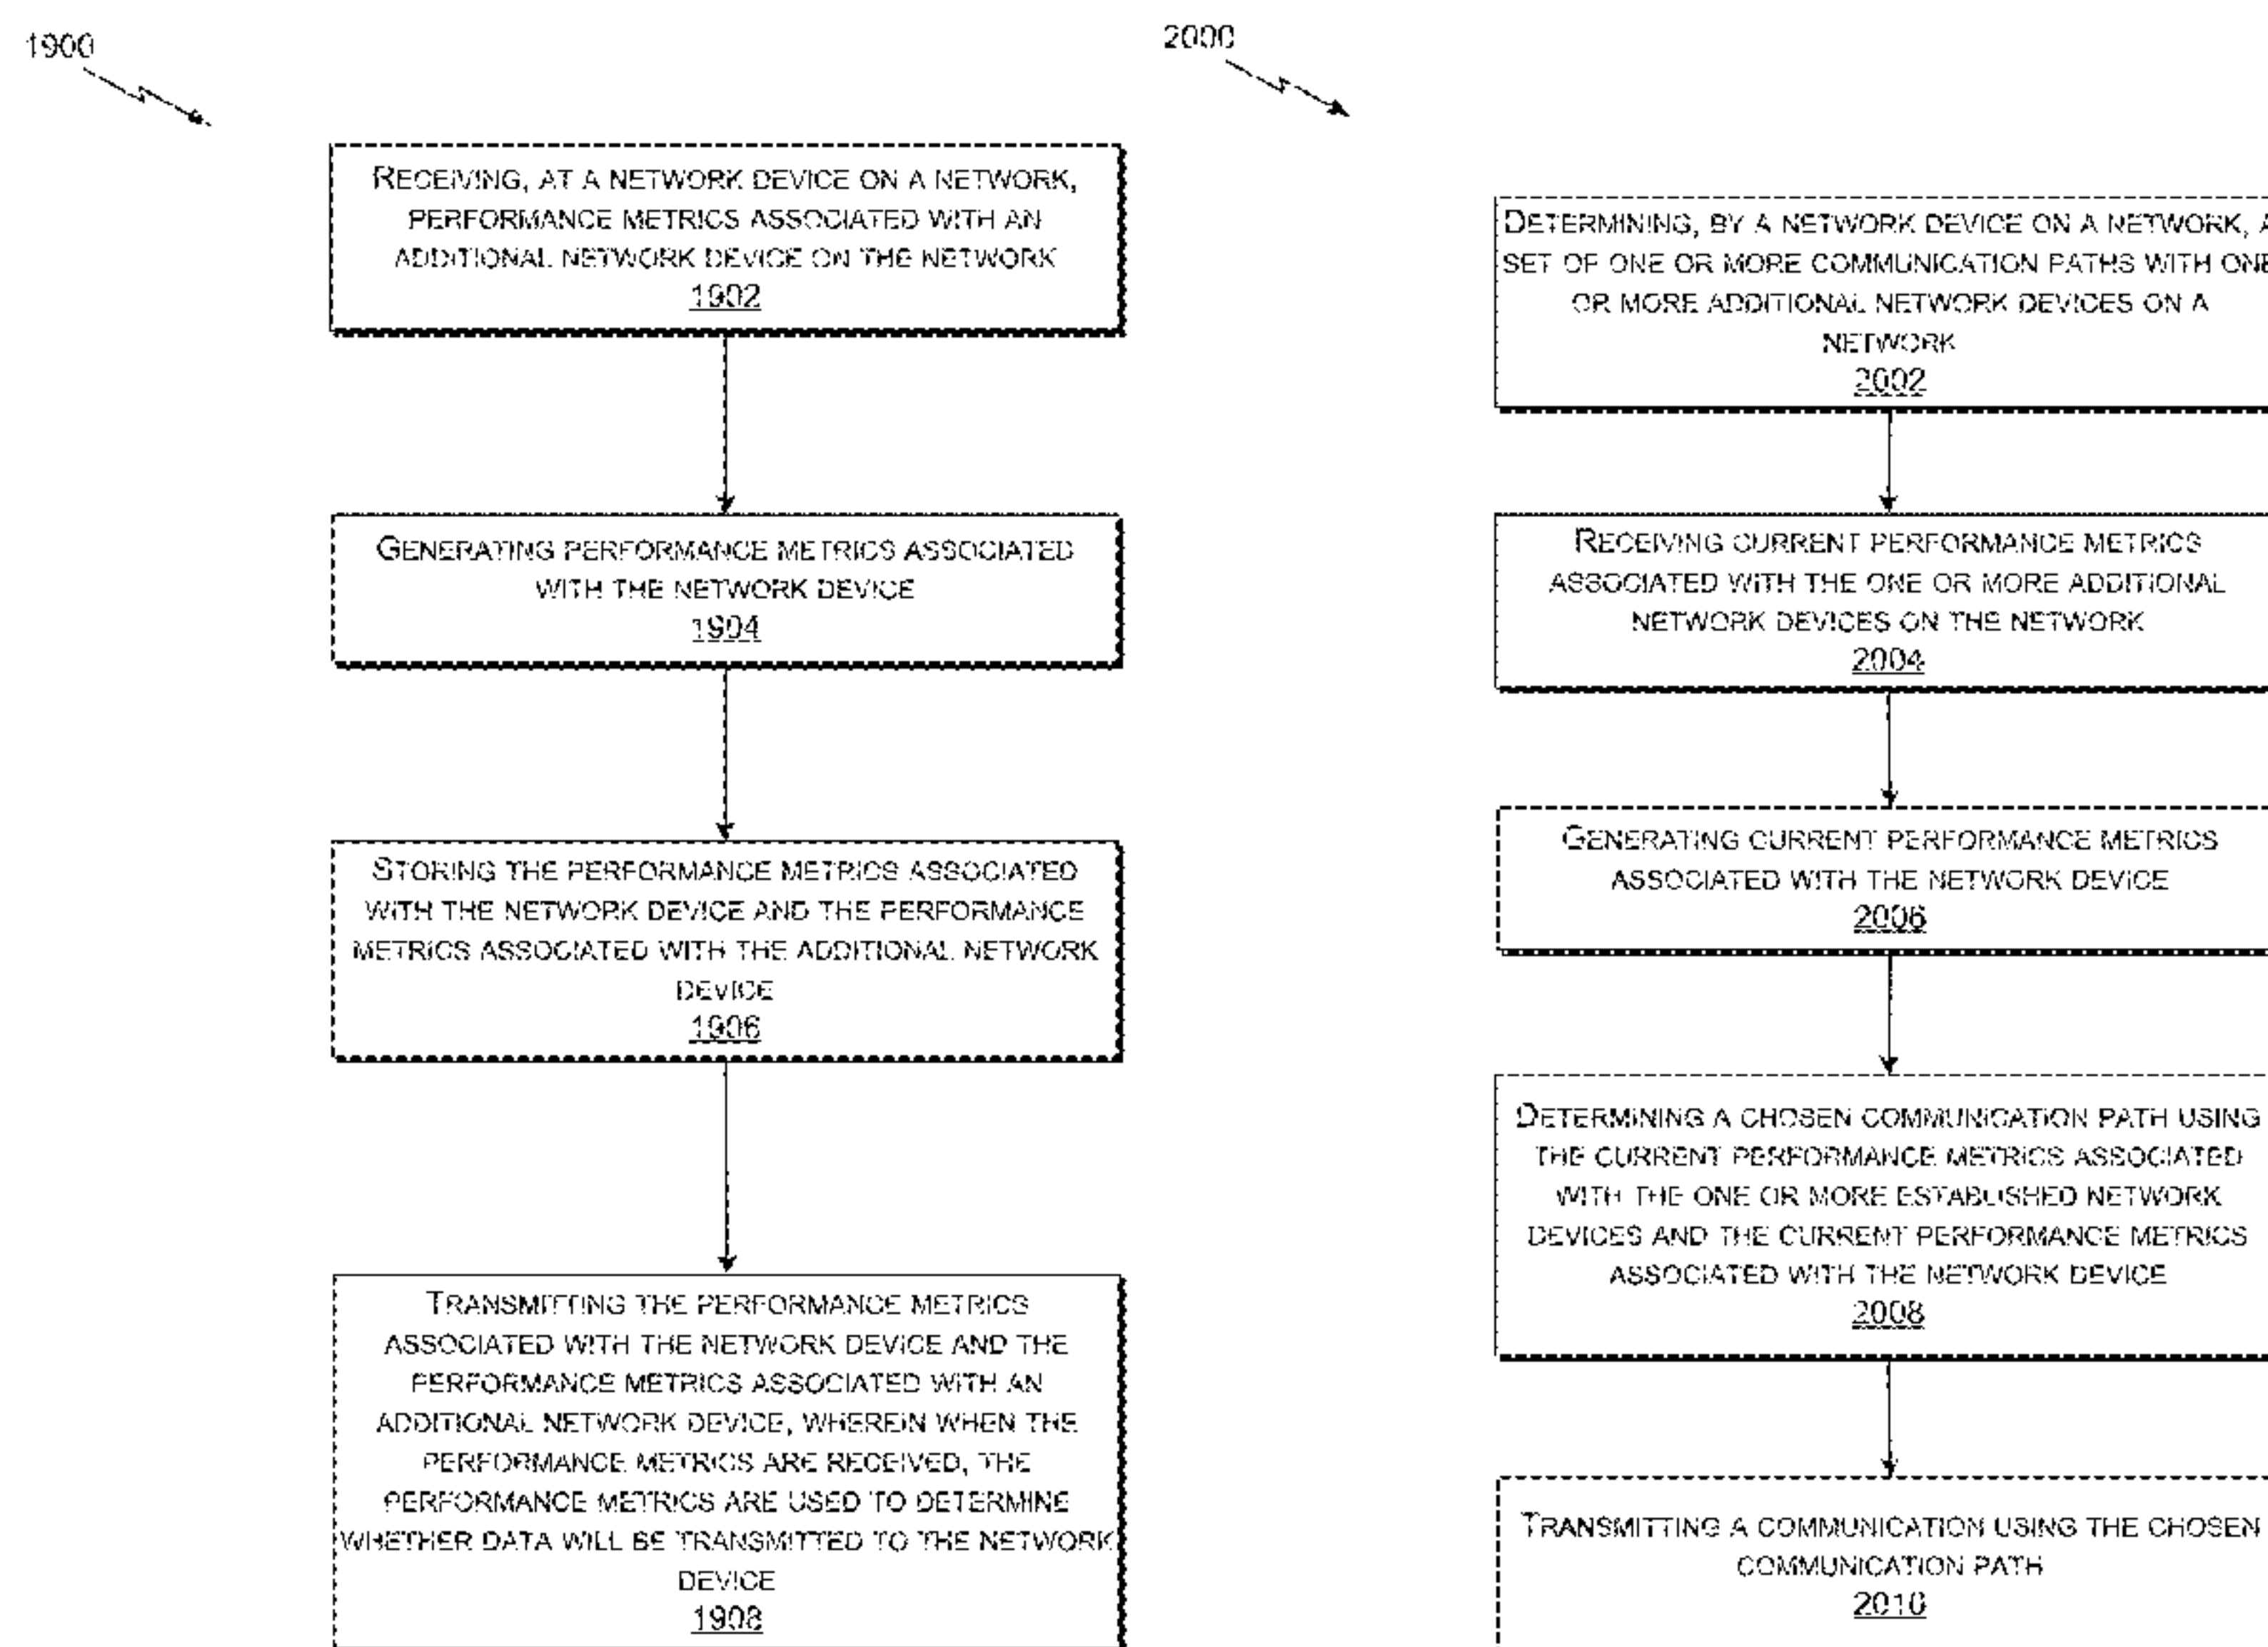 1900
RECEIVING, AT A NETWORK DEVICE ON A NETWORK,
PERFORMANCE METRICS ASSOCIATED WITH AN
ADDITIONAL NETWORK DEVICE ON THE NETWORK
1902
GENERATING PERFORMANCE METRICS ASSOCIATED
WITH THE NETWORK DEVICE
1904
STORING THE PERFORMANCE METRICS ASSOCIATED
WITH THE NETWORK DEVICE AND THE PERFORMANCE
METRICS ASSOCIATED WITH THE ADDITIONAL NETWORK
DEVICE
1906
TRANSMITTING THE PERFORMANCE METRICS
ASSOCIATED WITH THE NETWORK DEVICE AND THE
PERFORMANCE METRICS ASSOCIATED WITH AN
ADDITIONAL NETWORK DEVICE, WHEREIN WHEN THE
PERFORMANCE METRICS ARE RECEIVED, THE
PERFORMANCE METRICS ARE USED TO DETERMINE
WHETHER DATA WILL BE TRANSMITTED TO THE NETWORK
DEVICE
1908
2000
DETERMINING, BY A NETWORK DEVICE ON A NETWORK, A
SET OF ONE OR MORE COMMUNICATION PATHS WITH ONE
OR MORE ADDITIONAL NETWORK DEVICES ON A
NETWORK
2002
RECEIVING CURRENT PERFORMANCE METRICS
ASSOCIATED WITH THE ONE OR MORE ADDITIONAL
NETWORK DEVICES ON THE NETWORK
2004
GENERATING CURRENT PERFORMANCE METRICS
ASSOCIATED WITH THE NETWORK DEVICE
2006
DETERMINING A CHOSEN COMMUNICATION PATH USING
THE CURRENT PERFORMANCE METRICS ASSOCIATED
WITH THE ONE OR MORE ESTABLISHED NETWORK
DEVICES AND THE CURRENT PERFORMANCE METRICS
ASSOCIATED WITH THE NETWORK DEVICE
2008
TRANSMITTING A COMMUNICATION USING THE CHOSEN
COMMUNICATION PATH
2010